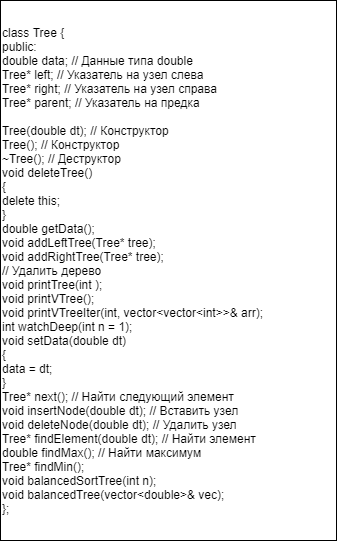 class Tree {
public:
double data; // Данные типа double
Tree* left; // Указатель на узел слева
Tree* right; // Указатель на узел справа
Tree* parent; // Указатель на предка
Tree(double dt); // Конструктор
Tree(); // Конструктор
~Tree(); // Деструктор
void deleteTree()
{
delete this;
}
double getData();
void addLeftTree(Tree* tree);
void addRightTree(Tree* tree);
// Удалить дерево
void printTree(int );
void printVTree();
void printVTreeIter(int, vector<vector<int>>& arr);
int watchDeep(int n = 1);
void setData(double dt)
{
data = dt;
}
Tree* next(); // Найти следующий элемент
void insertNode(double dt); // Вставить узел
void deleteNode(double dt); // Удалить узел
Tree* findElement(double dt); // Найти элемент
double findMax(); // Найти максимум
Tree* findMin();
void balancedSortTree(int n);
void balancedTree(vector<double>& vec);
};